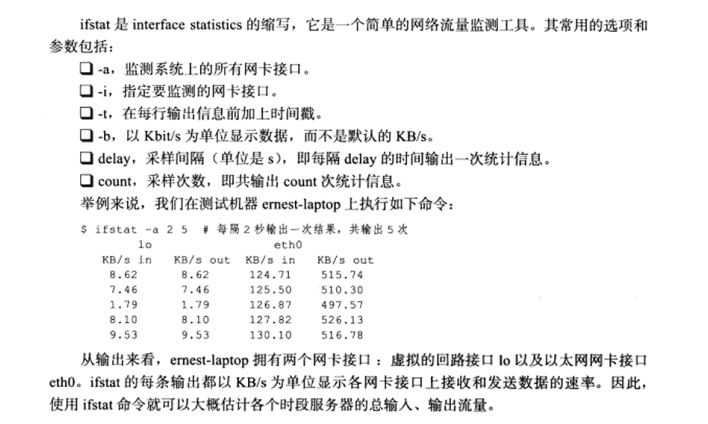 ifstat 是 interface statistics 的缩写，它是一个简单的网络流量监测工具。其常用的选项和
参数包括：
❑ -a，监测系统上的所有网卡接口。
❑ -i，指定要监测的网卡接口。
❑ -t，在每行输出信息前加上时间戳。
❑ -b，以 Kbit/s 为单位显示数据，而不是默认的 KB/s。
❑ delay，采样间隔（单位是 s），即每隔 delay 的时间输出一次统计信息。
❑ count，采样次数，即共输出 count 次统计信息。
举例来说，我们在测试机器 ernest-laptop 上执行如下命令：
$ ifstat -a 2 5 # 每隔 2 秒输出一次结果，共输出 5 次
lo eth0
KB/s in KB/s out KB/s in KB/s out
8.62 8.62 124.71 515.74
7.46 7.46 125.50 510.30
1.79 1.79 126.87 497.57
8.10 8.10 127.82 526.13
9.53 9.53 130.10 516.78
从输出来看，ernest-laptop 拥有两个网卡接口：虚拟的回路接口 lo 以及以太网网卡接口
eth0。ifstat 的每条输出都以 KB/s 为单位显示各网卡接口上接收和发送数据的速率。因此，
使用 ifstat 命令就可以大概估计各个时段服务器的总输入、输出流量。